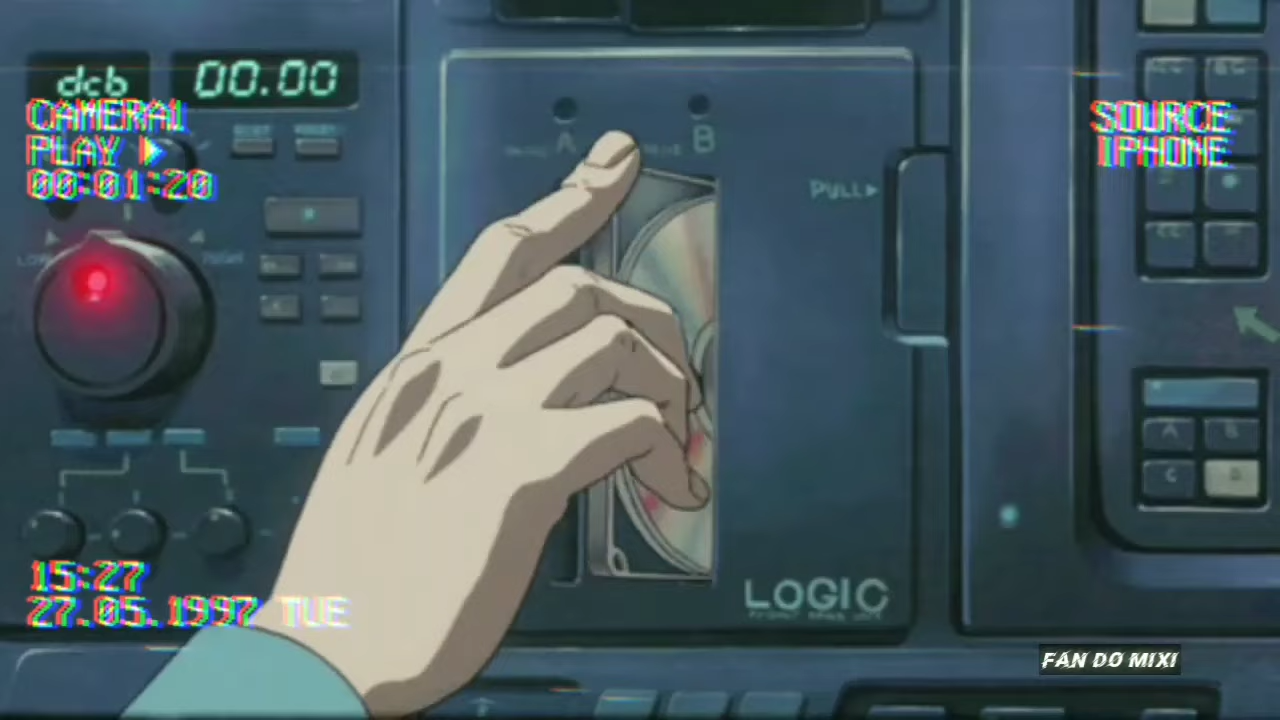 dcb 00.00
CAMERA1
PLAY
00:01:20
SOURCE
IPHONE
A B
PULL
A B
C D
LOGIC
15:27
27.05.1997 TUE
FAN DO MIXI